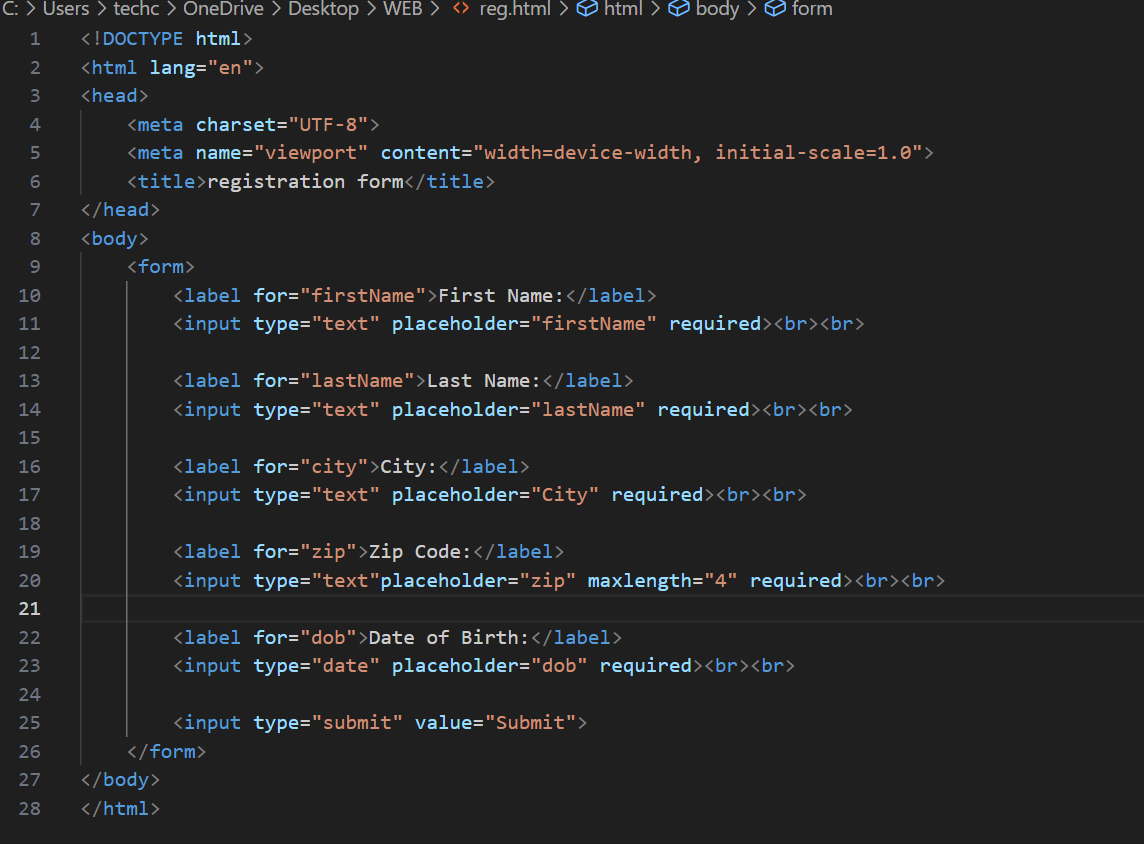 C: > Users > techc > OneDrive > Desktop > WEB > <> reg.html > html > body > form
1 <!DOCTYPE html>
2 <html lang="en">
3 <head>
4     <meta charset="UTF-8">
5     <meta name="viewport" content="width=device-width, initial-scale=1.0">
6     <title>registration form</title>
7 </head>
8 <body>
9     <form>
10         <label for="firstName">First Name:</label>
11         <input type="text" placeholder="firstName" required><br><br>
12
13         <label for="lastName">Last Name:</label>
14         <input type="text" placeholder="lastName" required><br><br>
15
16         <label for="city">City:</label>
17         <input type="text" placeholder="City" required><br><br>
18
19         <label for="zip">Zip Code:</label>
20         <input type="text"placeholder="zip" maxlength="4" required><br><br>
21
22         <label for="dob">Date of Birth:</label>
23         <input type="date" placeholder="dob" required><br><br>
24
25         <input type="submit" value="Submit">
26     </form>
27 </body>
28 </html>